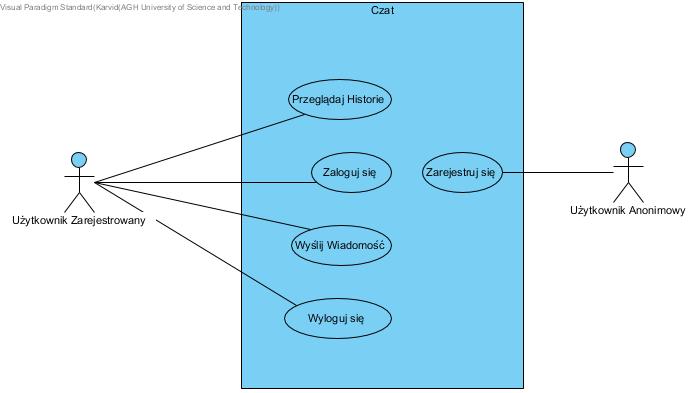 Visual Paradigm Standard(Karvid(AGH University of Science and Technology))
Czat
Przeglądaj Historie
Zaloguj się
Zarejestruj się
Użytkownik Zarejestrowany
Użytkownik Anonimowy
Wyślij Wiadomość
Wyloguj się